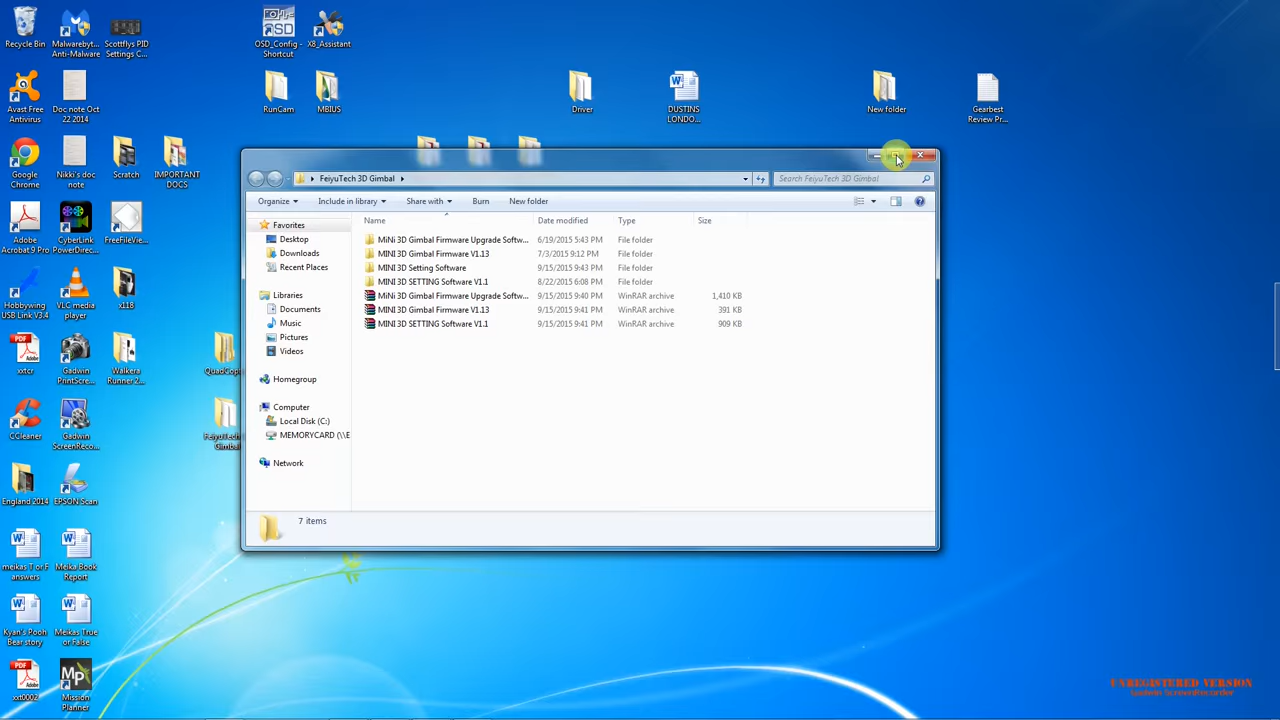 Recycle Bin
Malwarebyt...
Anti-Malware
Scottflys PID
Settings C...
OSD_Config -
Shortcut
X8_Assistant
Avast Free
Antivirus
Doc note Oct
22 2014
RunCam
MBIUS
Driver
DUSTINS
LONDO...
New folder
Gearbest
Review Pr...
Google
Chrome
Nikki's doc
note
Scratch
IMPORTANT
DOCS
Adobe
Acrobat 9 Pro
CyberLink
PowerDirec...
FreeFileVie...
Hobbywing
USB Link V3.4
VLC media
player
x118
xxtcr
Gadwin
PrintScre...
Walkera
Runner 2...
QuadCop
CCleaner
Gadwin
ScreenReco...
FeiyuTech
Gimbal
England 2014
EPSON Scan
meikas T or F
answers
Meika Book
Report
Kyan's Pooh
Bear story
Meikas True
or False
xxt0002
Mission
Planner
FeiyuTech 3D Gimbal
Search FeiyuTech 3D Gimbal
Organize Include in library Share with Burn New folder
Favorites
Desktop
Downloads
Recent Places
Libraries
Documents
Music
Pictures
Videos
Homegroup
Computer
Local Disk (C:)
MEMORYCARD (\\E
Network
Name Date modified Type Size
MiNi 3D Gimbal Firmware Upgrade Softw... 6/19/2015 5:43 PM File folder
MINI 3D Gimbal Firmware V1.13 7/3/2015 9:12 PM File folder
MINI 3D Setting Software 9/15/2015 9:43 PM File folder
MINI 3D SETTING Software V1.1 8/22/2015 6:08 PM File folder
MiNi 3D Gimbal Firmware Upgrade Softw... 9/15/2015 9:40 PM WinRAR archive 1,410 KB
MINI 3D Gimbal Firmware V1.13 9/15/2015 9:41 PM WinRAR archive 391 KB
MINI 3D SETTING Software V1.1 9/15/2015 9:41 PM WinRAR archive 909 KB
7 items
UNREGISTERED VERSION
Gadwin ScreenRecorder